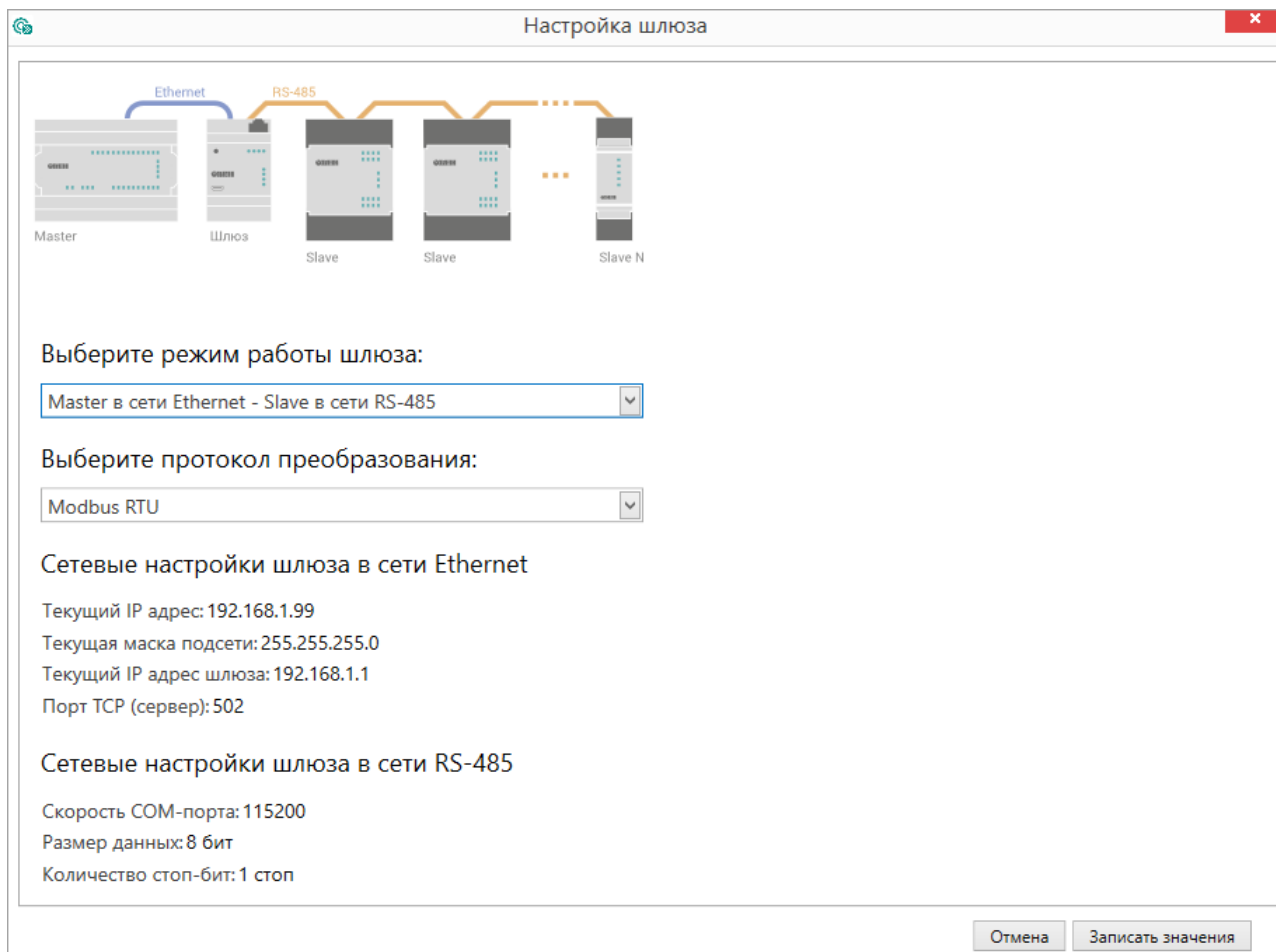 Настройка шлюза
Ethernet
RS-485
Master
Шлюз
Slave
Slave
Slave N
Выберите режим работы шлюза:
Master в сети Ethernet - Slave в сети RS-485
Выберите протокол преобразования:
Modbus RTU
Сетевые настройки шлюза в сети Ethernet
Текущий IP адрес: 192.168.1.99
Текущая маска подсети: 255.255.255.0
Текущий IP адрес шлюза: 192.168.1.1
Порт TCP (сервер): 502
Сетевые настройки шлюза в сети RS-485
Скорость COM-порта: 115200
Размер данных: 8 бит
Количество стоп-бит: 1 стоп
Отмена
Записать значения